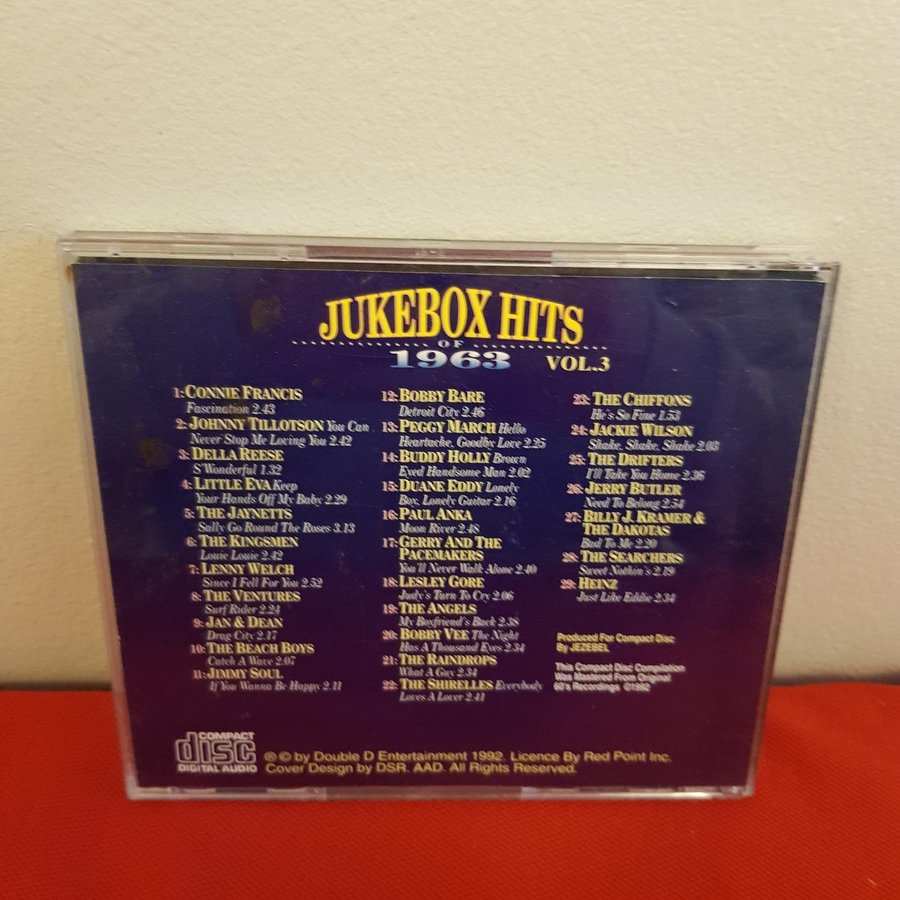 JUKEBOX HITS
OF
1963 VOL.3
1: CONNIE FRANCIS
Fascination 2.43
2: JOHNNY TILLOTSON You Can
Never Stop Me Loving You 2.42
3: DELLA REESE
S'Wonderful 1.32
4: LITTLE EVA Keep
Your Hands Off My Baby 2.29
5: THE JAYNETTS
Sally Go Round The Roses 3.13
6: THE KINGSMEN
Louie Louie 2.42
7: LENNY WELCH
Since I Fell For You 2.52
8: THE VENTURES
Surf Rider 2.24
9: JAN & DEAN
Drag City 2.17
10: THE BEACH BOYS
Catch A Wave 2.07
11: JIMMY SOUL
If You Wanna Be Happy 2.11
12: BOBBY BARE
Detroit City 2.46
13: PEGGY MARCH Hello
Heartache, Goodby Love 2.25
14: BUDDY HOLLY Brown
Eyed Handsome Man 2.02
15: DUANE EDDY Lonely
Boy, Lonely Guitar 2.16
16: PAUL ANKA
Moon River 2.48
17: GERRY AND THE
PACEMAKERS
You'll Never Walk Alone 2.40
18: LESLEY GORE
Judy's Turn To Cry 2.06
19: THE ANGELS
My Boyfriend's Back 2.38
20: BOBBY VEE The Night
Has A Thousand Eyes 2.34
21: THE RAINDROPS
What A Guy 2.34
22: THE SHIRELLES Everybody
Loves A Lover 2.41
23: THE CHIFFONS
He's So Fine 1.53
24: JACKIE WILSON
Shake, Shake, Shake 2.03
25: THE DRIFTERS
I'll Take You Home 2.36
26: JERRY BUTLER
Need To Belong 2.54
27: BILLY J. KRAMER &
THE DAKOTAS
Bad To Me 2.20
28: THE SEARCHERS
Sweet Nothin's 2.19
29: HEINZ
Just Like Eddie 2.34
Produced For Compact Disc
By JEZEBEL
This Compact Disc Compilation
Was Mastered From Original
60's Recordings ©1992
COMPACT
disc
DIGITAL AUDIO
℗ © by Double D Entertainment 1992. Licence By Red Point Inc.
Cover Design by DSR. AAD. All Rights Reserved.